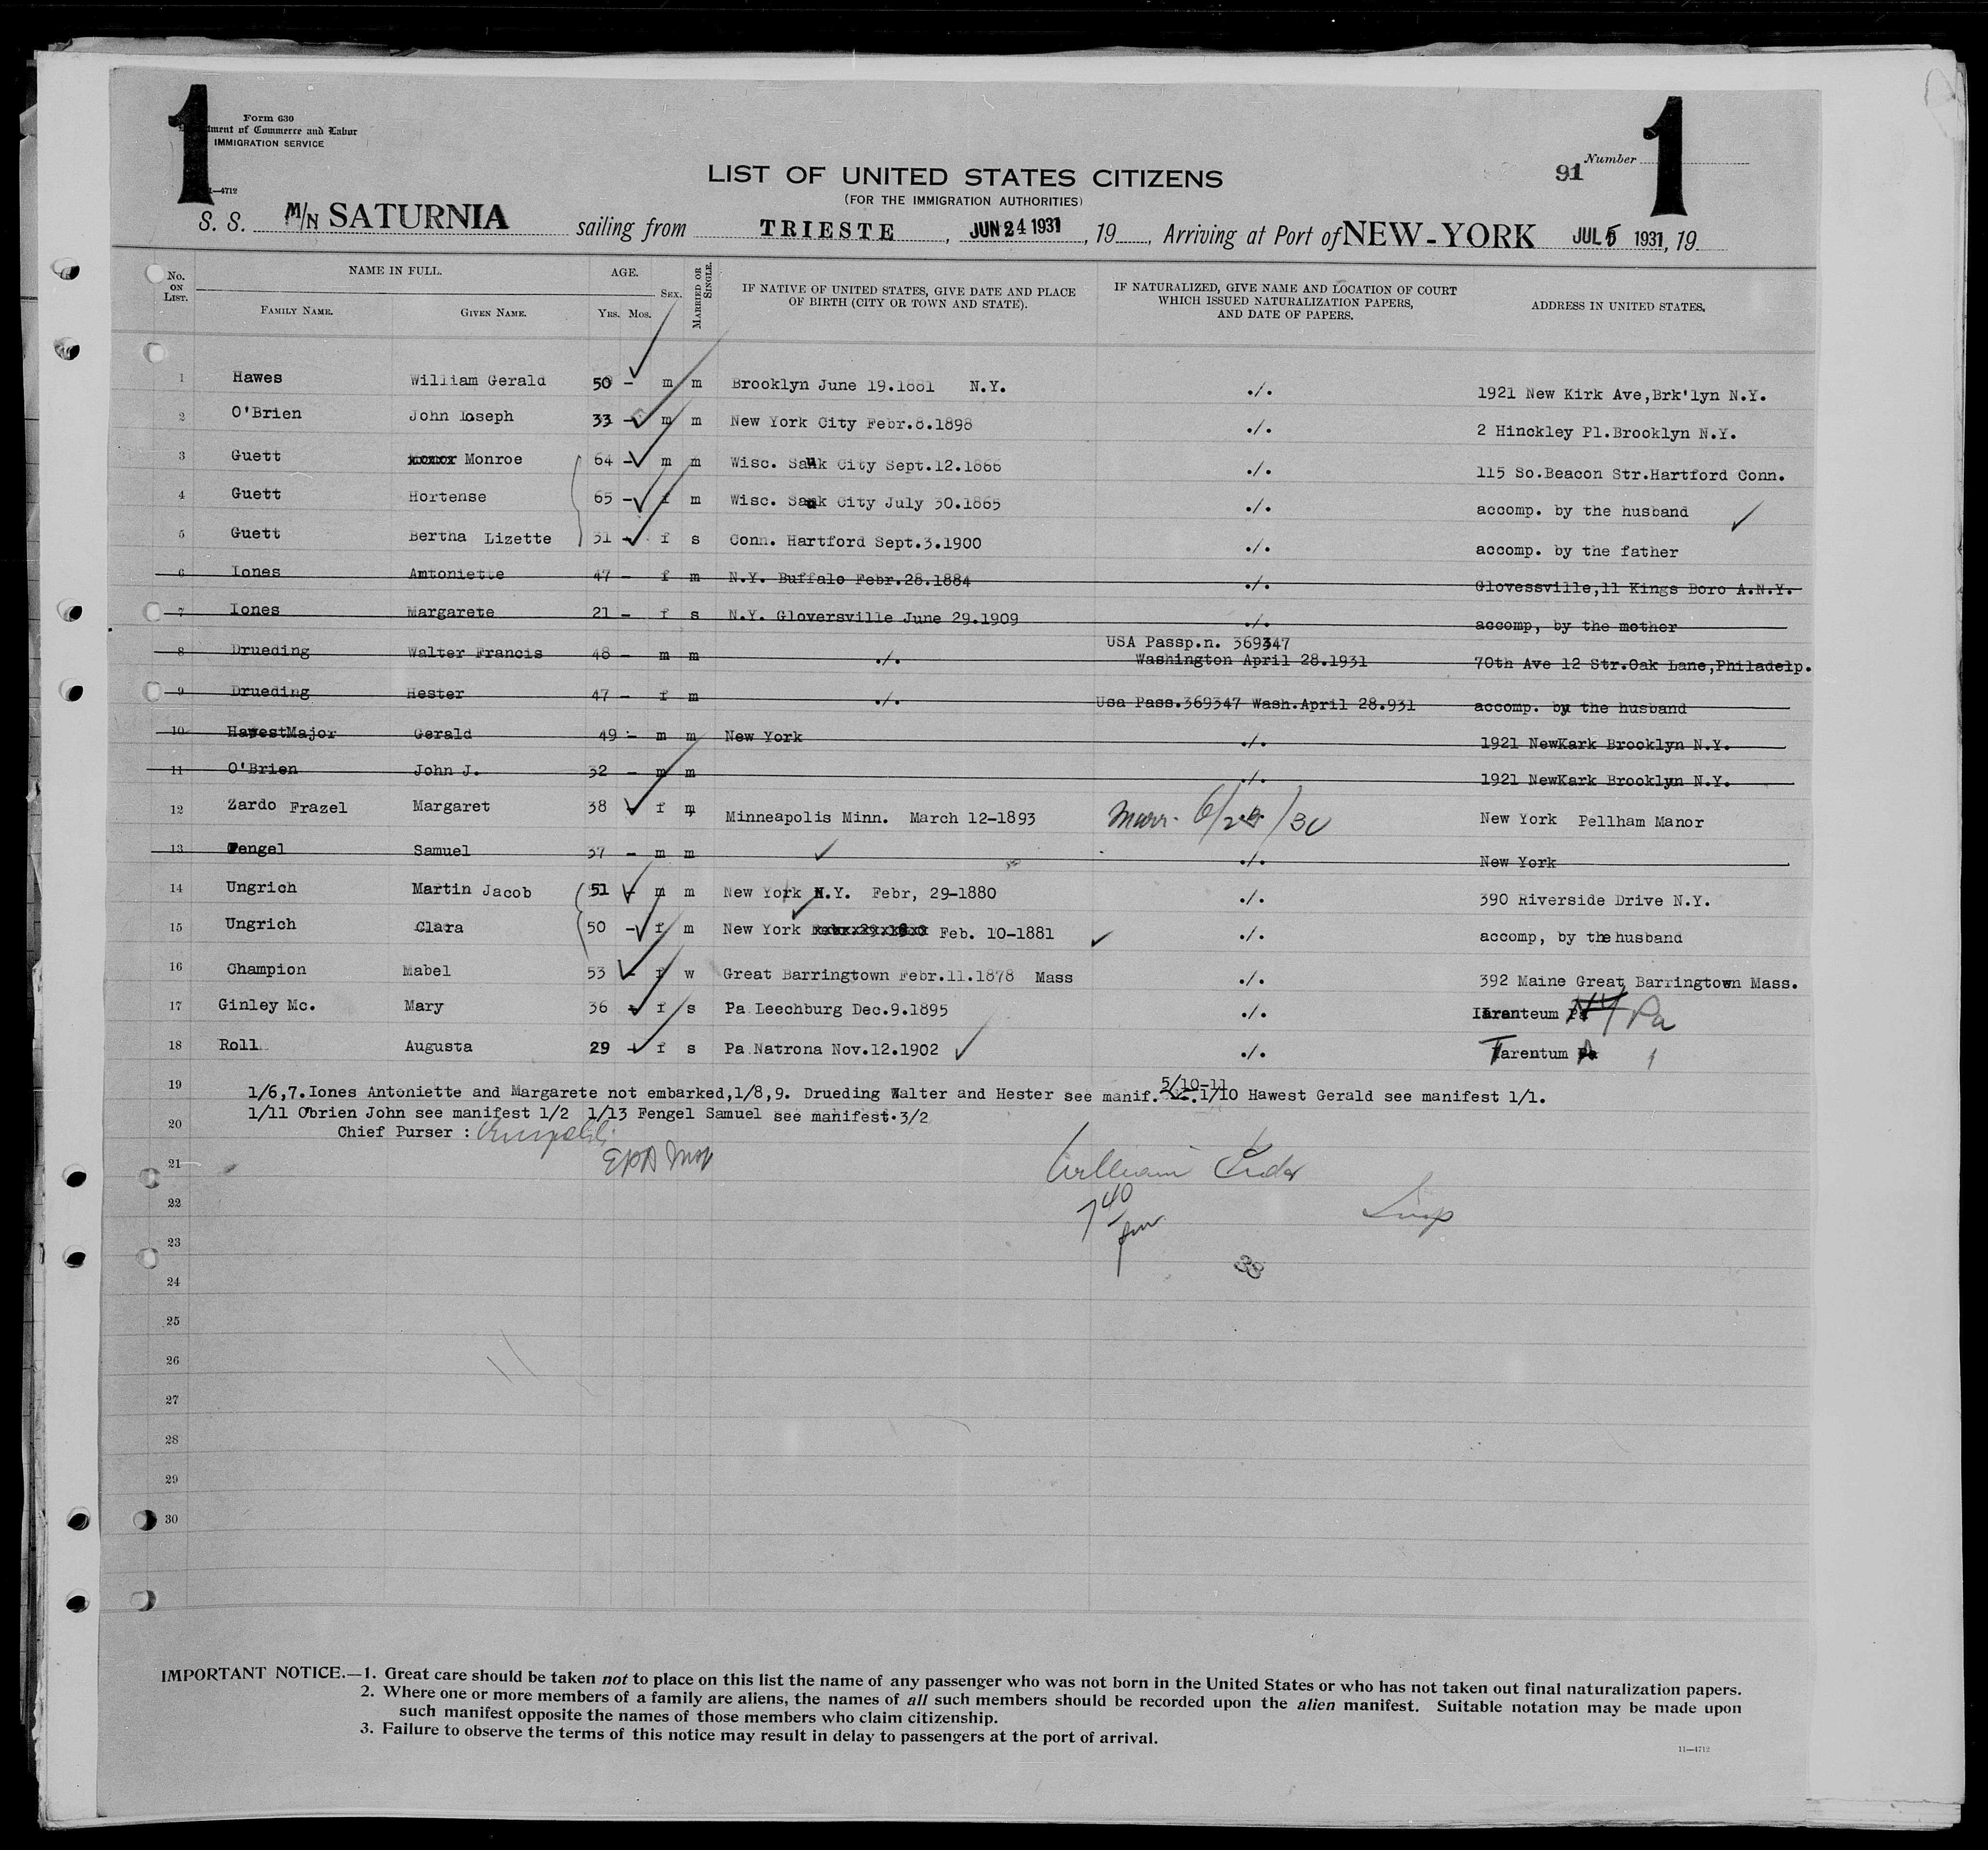 1 1
Form 630
Department of Commerce and Labor
IMMIGRATION SERVICE
11—4712
LIST OF UNITED STATES CITIZENS
(FOR THE IMMIGRATION AUTHORITIES)
91 Number
S. S. M/N SATURNIA sailing from TRIESTE, JUN 24 1931, 19 , Arriving at Port of NEW-YORK JUL 5 1931, 19
No. ON LIST. NAME IN FULL. AGE. SEX. MARRIED OR SINGLE. IF NATIVE OF UNITED STATES, GIVE DATE AND PLACE OF BIRTH (CITY OR TOWN AND STATE). IF NATURALIZED, GIVE NAME AND LOCATION OF COURT WHICH ISSUED NATURALIZATION PAPERS, AND DATE OF PAPERS. ADDRESS IN UNITED STATES.
FAMILY NAME. GIVEN NAME. YRS. MOS.
1 Hawes William Gerald 50 - m m Brooklyn June 19.1881 N.Y. ./. 1921 New Kirk Ave,Brk'lyn N.Y.
2 O'Brien John Ioseph 33 - m m New York City Febr.8.1898 ./. 2 Hinckley Pl.Brooklyn N.Y.
3 Guett Monroe 64 - m m Wisc. Sauk City Sept.12.1866 ./. 115 So.Beacon Str.Hartford Conn.
4 Guett Hortense 65 - f m Wisc. Sauk City July 30.1865 ./. accomp. by the husband
5 Guett Bertha Lizette 31 - f s Conn. Hartford Sept.3.1900 ./. accomp. by the father
6 Iones Antoniette 47 - f m N.Y. Buffalo Febr.28.1884 ./. Glovessville,11 Kings Boro A.N.Y.
7 Iones Margarete 21 - f s N.Y. Gloversville June 29.1909 ./. accomp, by the mother
8 Drueding Walter Francis 48 - m m ./. USA Passp.n. 369347 Washington April 28.1931 70th Ave 12 Str.Oak Lane,Philadelp.
9 Drueding Hester 47 - f m ./. Usa Pass.369347 Wash.April 28.931 accomp. by the husband
10 HawestMajor Gerald 49 - m m New York ./. 1921 NewKark Brooklyn N.Y.
11 O'Brien John J. 32 - m m ./. 1921 NewKark Brooklyn N.Y.
12 Zardo Frazel Margaret 38 - f m Minneapolis Minn. March 12-1893 Marr. New York Pellham Manor
13 Fengel Samuel 37 - m m ./. New York
14 Ungrich Martin Jacob 51 - m m New York N.Y. Febr, 29-1880 ./. 390 Riverside Drive N.Y.
15 Ungrich Clara 50 - f m New York Feb. 10-1881 ./. accomp, by the husband
16 Champion Mabel 53 - f w Great Barringtown Febr.11.1878 Mass ./. 392 Maine Great Barringtown Mass.
17 Ginley Mc. Mary 36 - f s Pa Leechburg Dec.9.1895 ./. Pa
18 Roll Augusta 29 - f s Pa Natrona Nov.12.1902 ./. Tarentum Pa
19 1/6,7.Iones Antoniette and Margarete not embarked,1/8,9. Drueding Walter and Hester see manif. 5/10-11 1/10 Hawest Gerald see manifest 1/1.
1/11 Obrien John see manifest 1/2 1/13 Fengel Samuel see manifest.3/2
20 Chief Purser :
21 William
22 7 40 pm Insp
23
24
25
26
27
28
29
30
IMPORTANT NOTICE.—1. Great care should be taken not to place on this list the name of any passenger who was not born in the United States or who has not taken out final naturalization papers.
2. Where one or more members of a family are aliens, the names of all such members should be recorded upon the alien manifest. Suitable notation may be made upon
such manifest opposite the names of those members who claim citizenship.
3. Failure to observe the terms of this notice may result in delay to passengers at the port of arrival.
11—4712